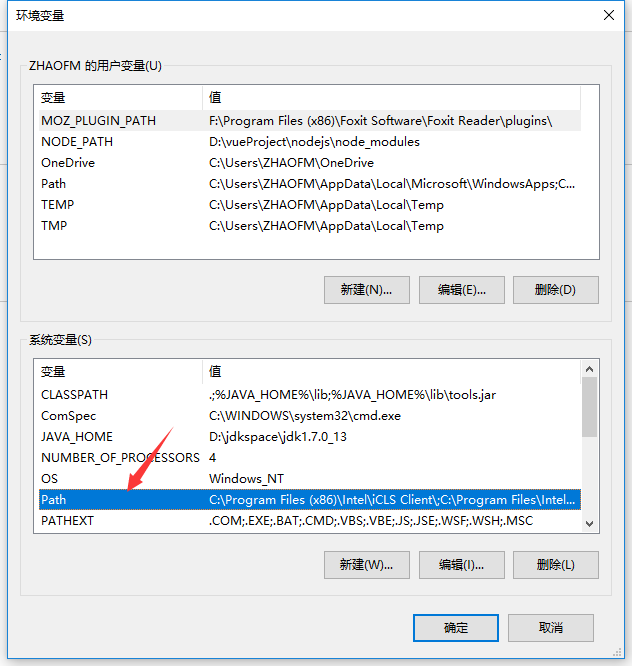 环境变量
ZHAOFM 的用户变量(U)
变量 值
MOZ_PLUGIN_PATH F:\Program Files (x86)\Foxit Software\Foxit Reader\plugins\
NODE_PATH D:\vueProject\nodejs\node_modules
OneDrive C:\Users\ZHAOFM\OneDrive
Path C:\Users\ZHAOFM\AppData\Local\Microsoft\WindowsApps;C...
TEMP C:\Users\ZHAOFM\AppData\Local\Temp
TMP C:\Users\ZHAOFM\AppData\Local\Temp
新建(N)... 编辑(E)... 删除(D)
系统变量(S)
变量 值
CLASSPATH .;%JAVA_HOME%\lib;%JAVA_HOME%\lib\tools.jar
ComSpec C:\WINDOWS\system32\cmd.exe
JAVA_HOME D:\jdkspace\jdk1.7.0_13
NUMBER_OF_PROCESSORS 4
OS Windows_NT
Path C:\Program Files (x86)\Intel\iCLS Client\;C:\Program Files\Intel...
PATHEXT .COM;.EXE;.BAT;.CMD;.VBS;.VBE;.JS;.JSE;.WSF;.WSH;.MSC
新建(W)... 编辑(I)... 删除(L)
确定 取消